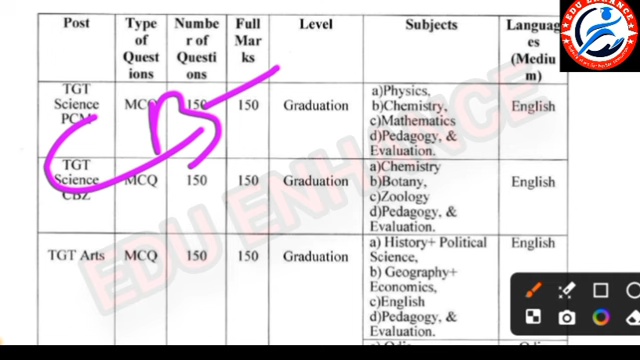 Post Type of Quest ions Numbe r of Questi ons Full Mar ks Level Subjects Languag es (Mediu m)
TGT Science PCM MCQ 150 150 Graduation a)Physics, b)Chemistry, c)Mathematics d)Pedagogy, & Evaluation. English
TGT Science CBZ MCQ 150 150 Graduation a)Chemistry b)Botany, c)Zoology d)Pedagogy, & Evaluation. English
TGT Arts MCQ 150 150 Graduation a) History+ Political Science, b) Geography+ Economics, c)English d)Pedagogy, & Evaluation. English
EDU ENHANCE
EDU ENHANCE